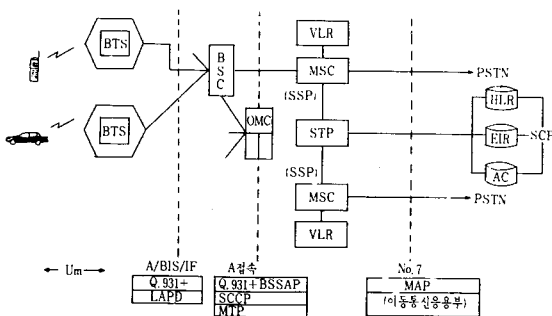 VLR
BTS
BSC
MSC
PSTN
(SSP)
HLR
BTS
OMC
STP
EIR
SCP
(SSP)
AC
MSC
PSTN
VLR
Um
A/BIS/IF
A접속
No.7
Q.931+
Q.931+BSSAP
MAP
LAPD
SCCP
(이동통신응용부)
MTP